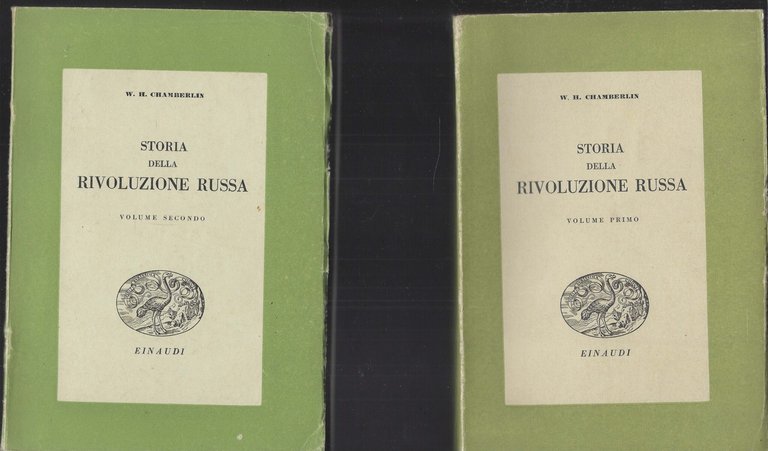 W. H. CHAMBERLIN
STORIA
DELLA
RIVOLUZIONE RUSSA
VOLUME SECONDO
EINAUDI
W. H. CHAMBERLIN
STORIA
DELLA
RIVOLUZIONE RUSSA
VOLUME PRIMO
EINAUDI